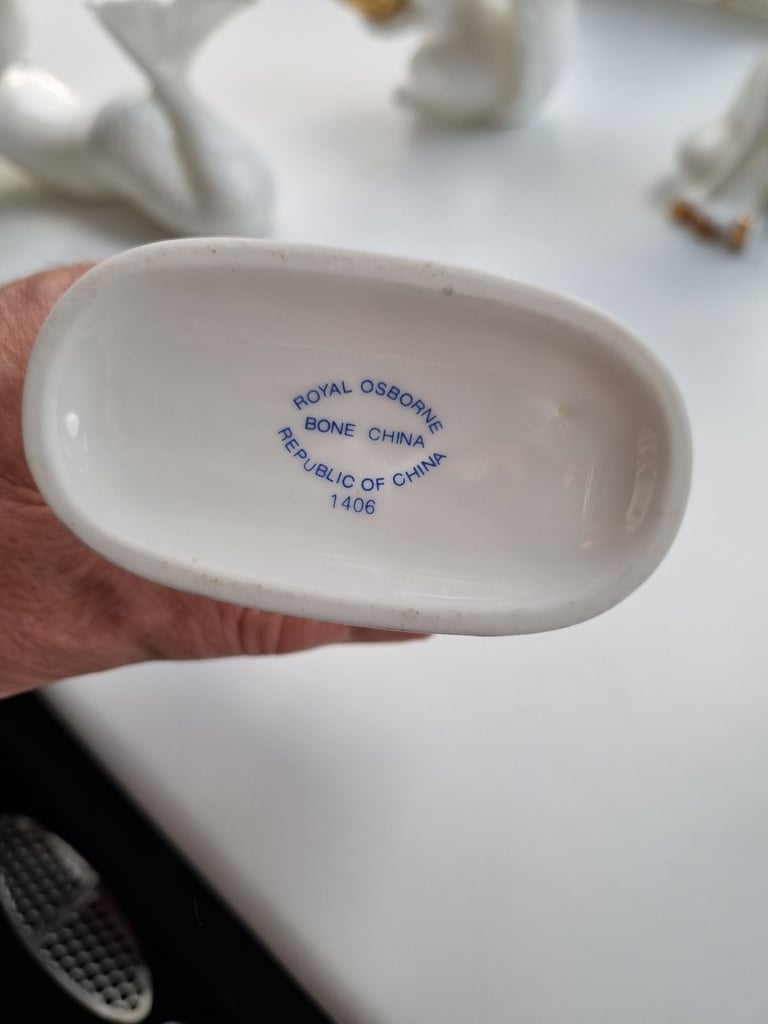 ROYAL OSBORNE
BONE CHINA
REPUBLIC OF CHINA
1406